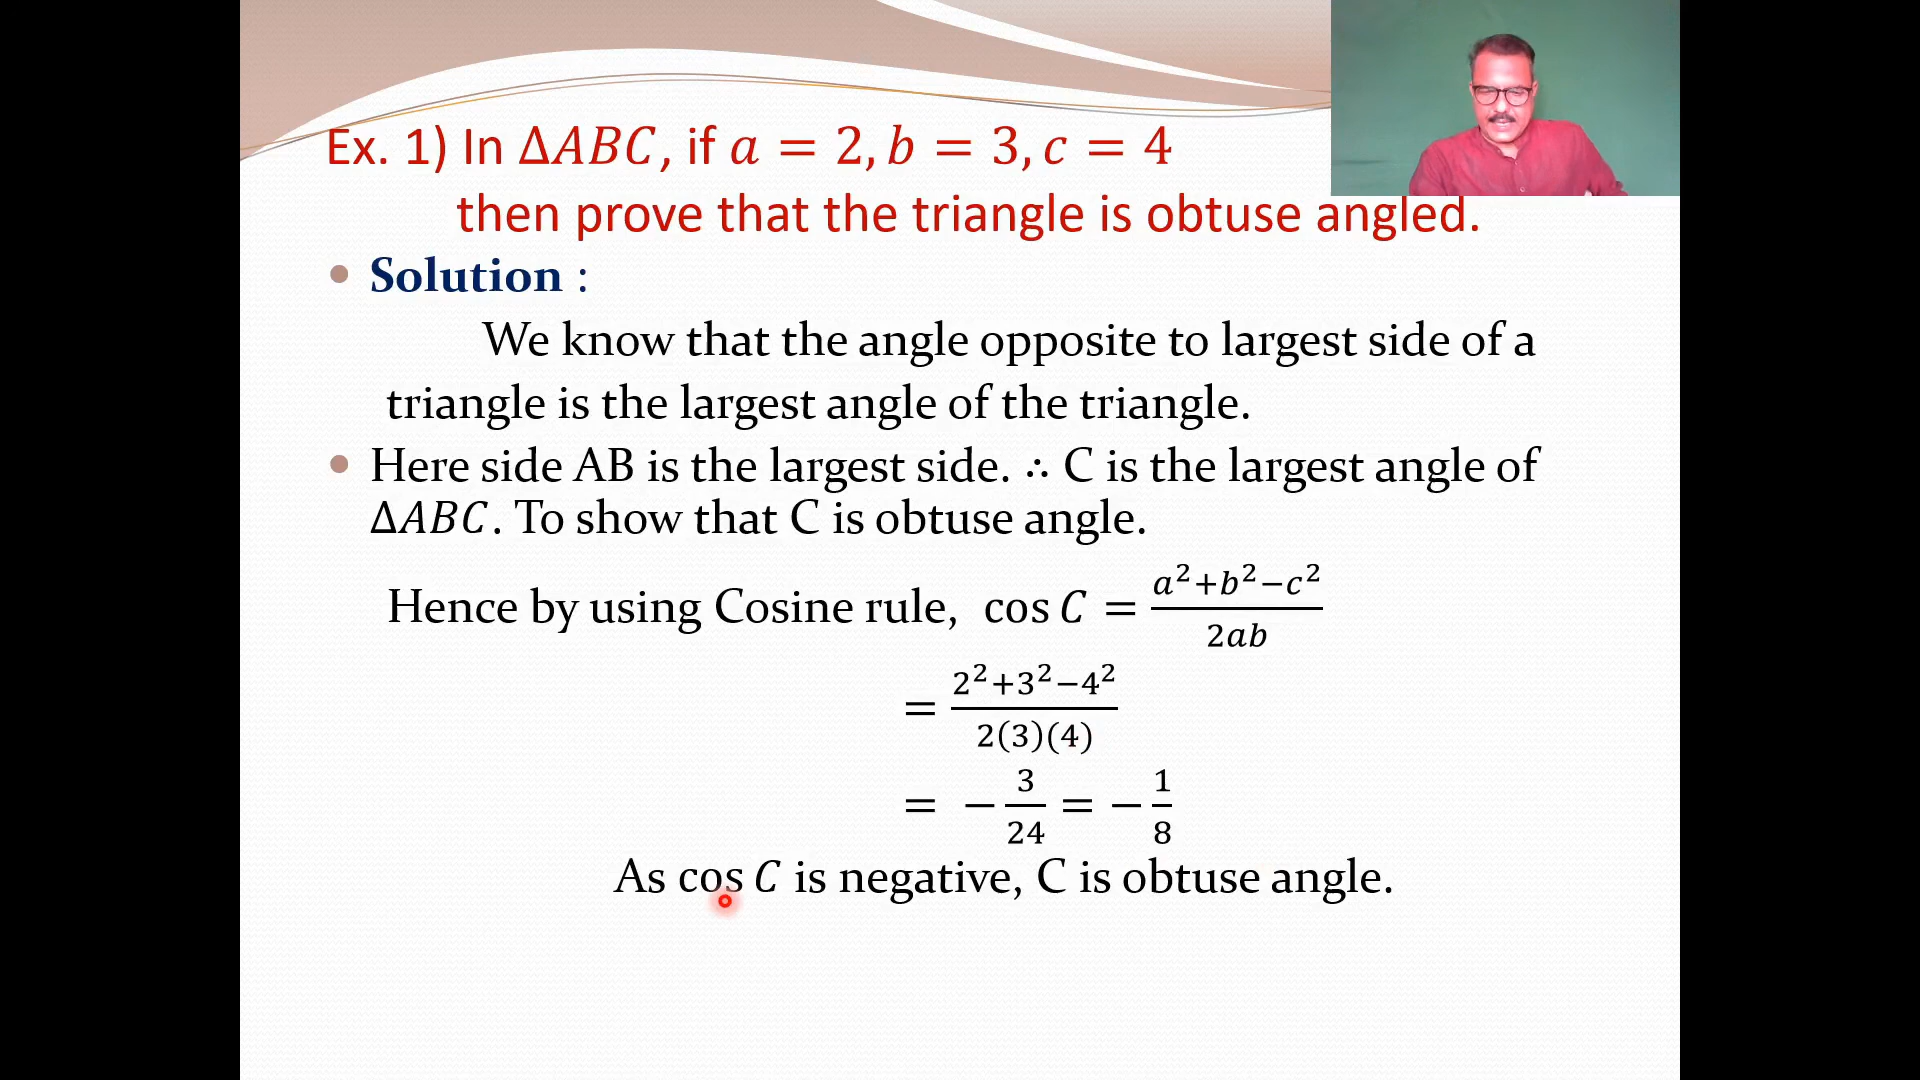 Ex. 1) In ∆ABC, if a = 2, b = 3, c = 4
then prove that the triangle is obtuse angled.
• Solution :
We know that the angle opposite to largest side of a
triangle is the largest angle of the triangle.
• Here side AB is the largest side. ∴ C is the largest angle of
∆ABC. To show that C is obtuse angle.
Hence by using Cosine rule, cos C = (a²+b²−c²)/(2ab)
= (2²+3²−4²)/(2(3)(4))
= −3/24 = −1/8
As cos C is negative, C is obtuse angle.